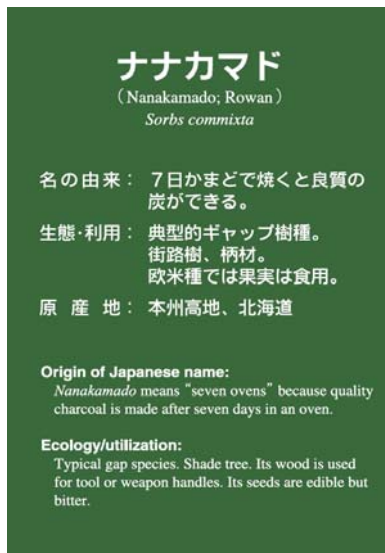 ナナカマド
（Nanakamado; Rowan）
Sorbs commixta
名の由来： ７日かまどで焼くと良質の
炭ができる。
生態・利用： 典型的ギャップ樹種。
街路樹、柄材。
欧米種では果実は食用。
原産地： 本州高地、北海道
Origin of Japanese name:
Nanakamado means “seven ovens” because quality
charcoal is made after seven days in an oven.
Ecology/utilization:
Typical gap species. Shade tree. Its wood is used
for tool or weapon handles. Its seeds are edible but
bitter.